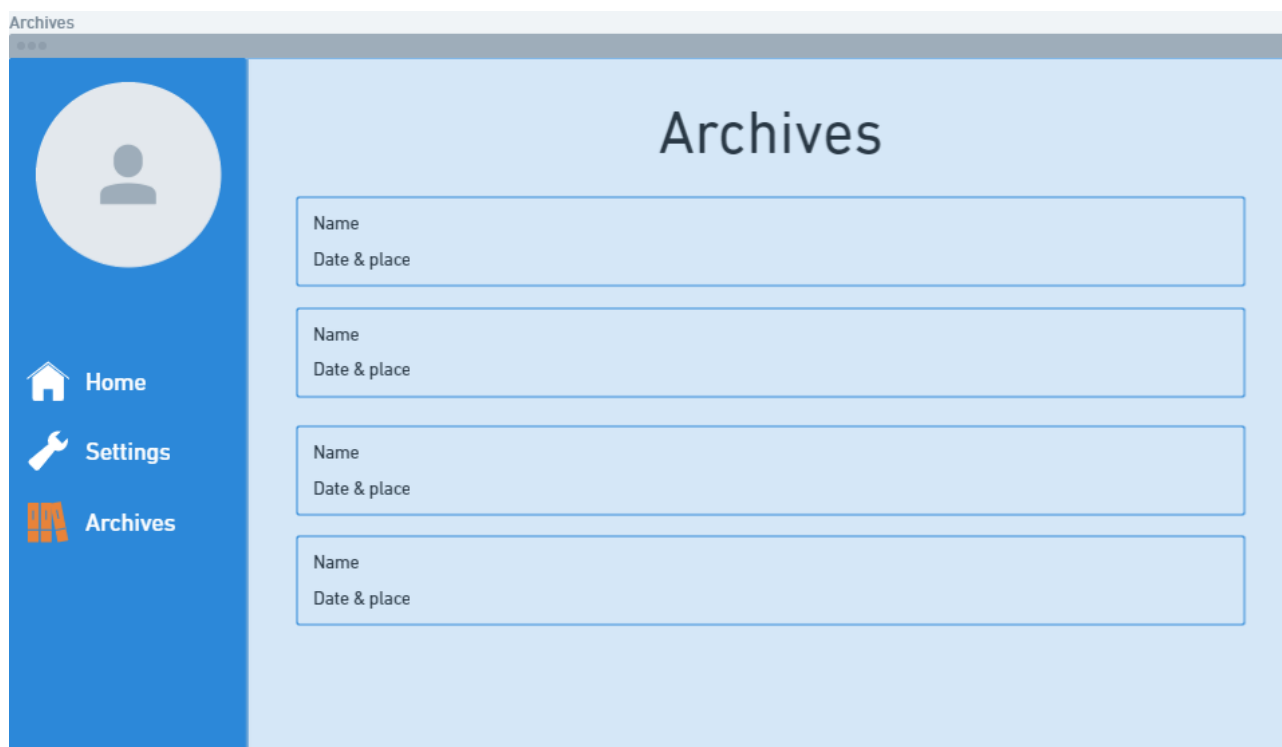 Archives
Archives
Name
Date & place
Name
Date & place
Name
Date & place
Name
Date & place
Home
Settings
Archives